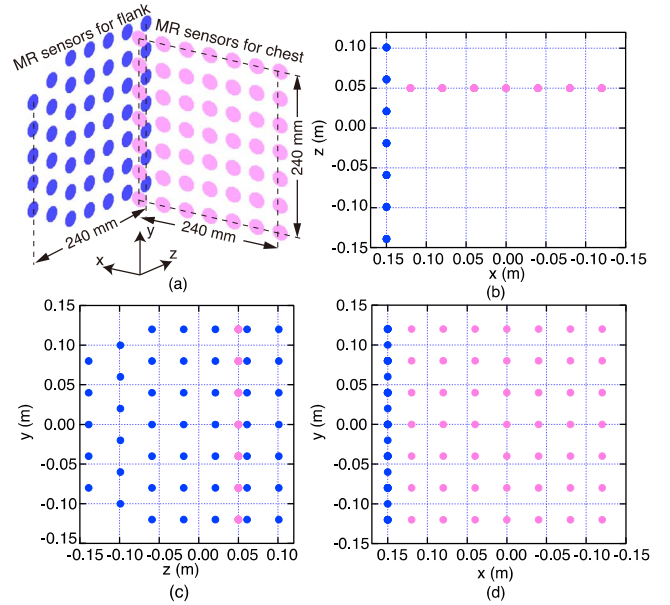 MR sensors for flank
MR sensors for chest
240 mm
240 mm
240 mm
x
y
z
(a)
0.10
0.05
0.00
-0.05
-0.10
-0.15
z (m)
0.15 0.10 0.05 0.00 -0.05 -0.10 -0.15
x (m)
(b)
0.15
0.10
0.05
0.00
-0.05
-0.10
0.15
y (m)
-0.15 -0.10 -0.05 0.00 0.05 0.10
z (m)
(c)
0.15
0.10
0.05
0.00
-0.05
-0.10
0.15
y (m)
0.15 0.10 0.05 0.00 -0.05 -0.10 -0.15
x (m)
(d)